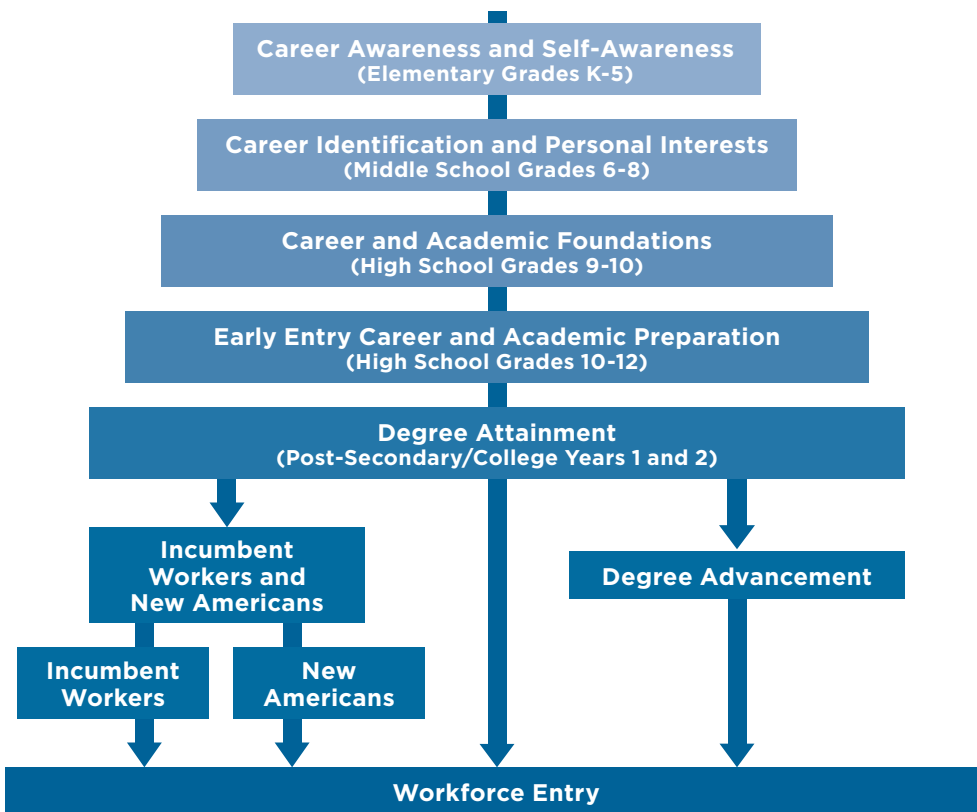 Career Awareness and Self-Awareness
(Elementary Grades K-5)
Career Identification and Personal Interests
(Middle School Grades 6-8)
Career and Academic Foundations
(High School Grades 9-10)
Early Entry Career and Academic Preparation
(High School Grades 10-12)
Degree Attainment
(Post-Secondary/College Years 1 and 2)
Incumbent
Workers and
New Americans
Degree Advancement
Incumbent
Workers
New
Americans
Workforce Entry